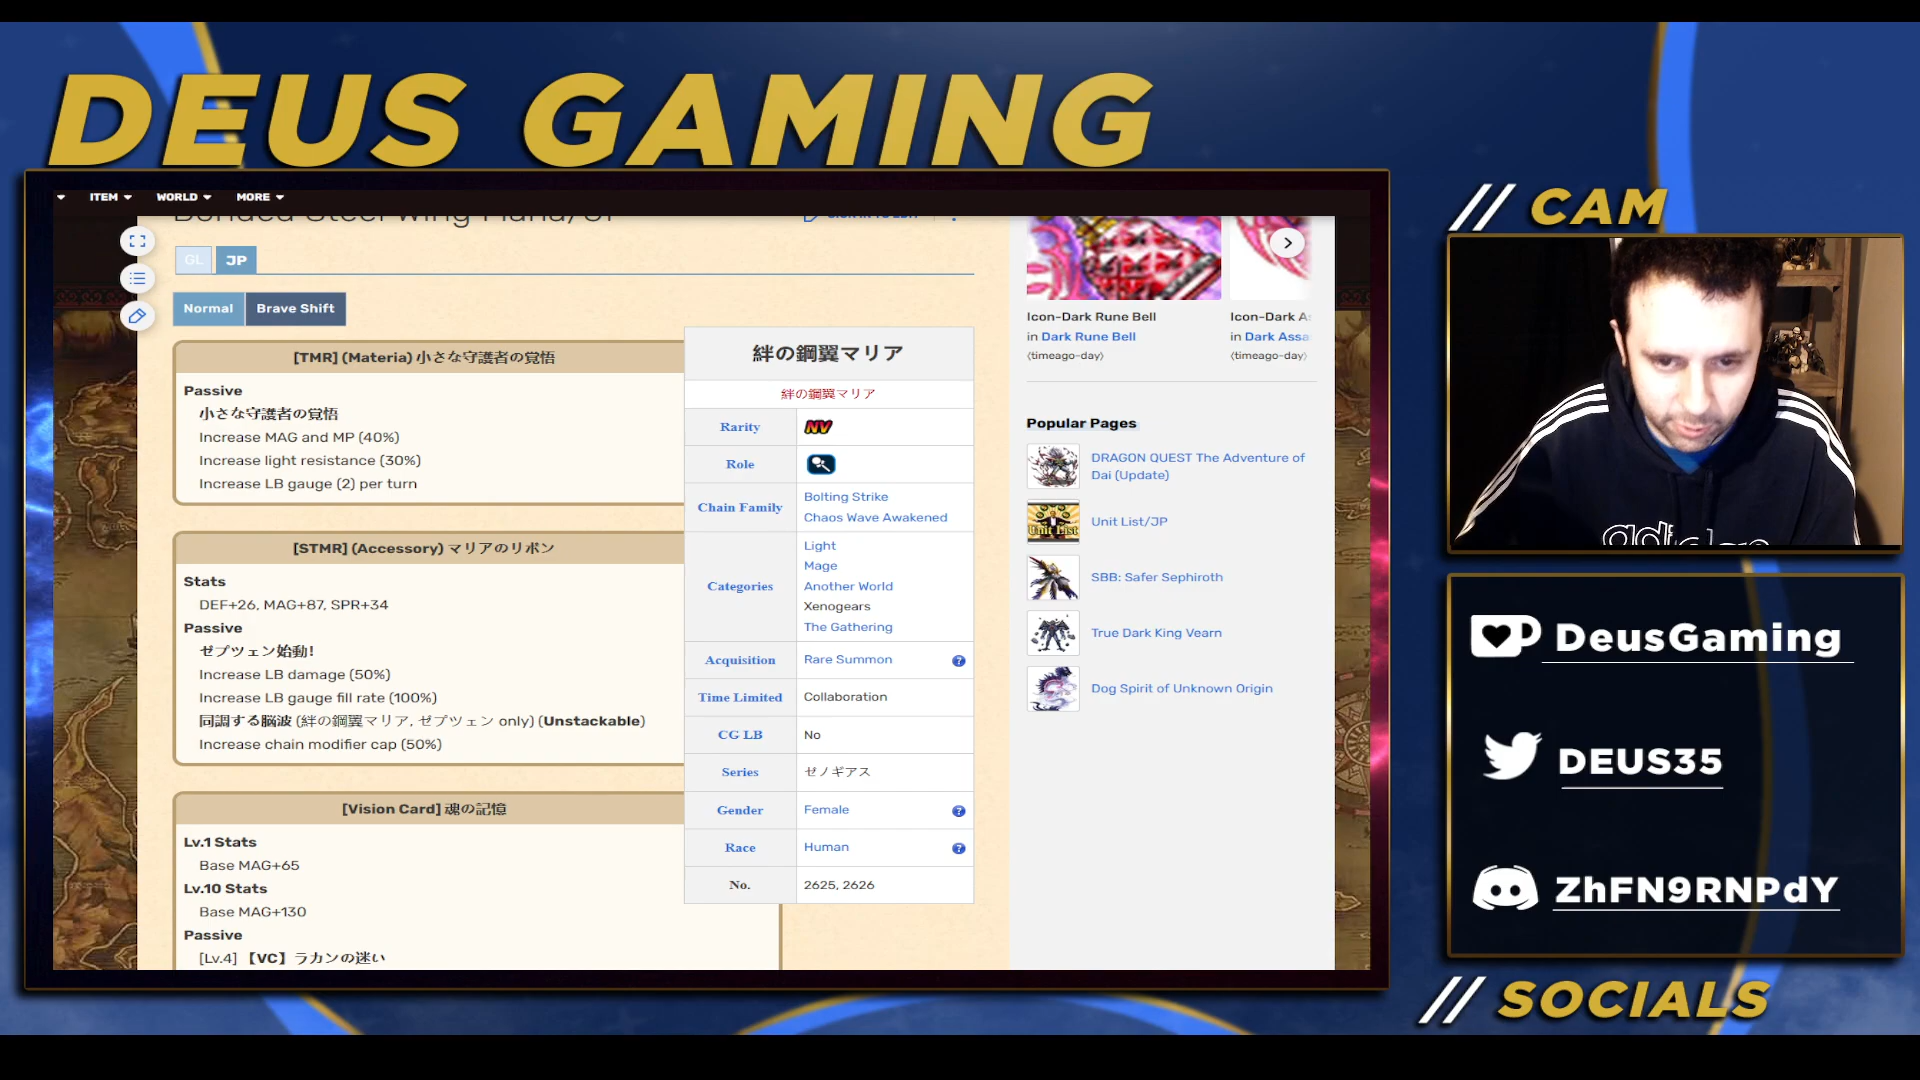 DEUS GAMING
ITEM
WORLD
MORE
GL
JP
Normal
Brave Shift
[TMR] (Materia) 小さな守護者の覚悟
Passive
小さな守護者の覚悟
Increase MAG and MP (40%)
Increase light resistance (30%)
Increase LB gauge (2) per turn
[STMR] (Accessory) マリアのリボン
Stats
DEF+26, MAG+87, SPR+34
Passive
ゼプツェン始動!
Increase LB damage (50%)
Increase LB gauge fill rate (100%)
同調する脳波 (絆の鋼翼マリア, ゼプツェン only) (Unstackable)
Increase chain modifier cap (50%)
[Vision Card] 魂の記憶
Lv.1 Stats
Base MAG+65
Lv.10 Stats
Base MAG+130
Passive
[Lv.4] 【VC】ラカンの迷い
絆の鋼翼マリア
絆の鋼翼マリア
Rarity
NV
Role
Chain Family
Bolting Strike
Chaos Wave Awakened
Categories
Light
Mage
Another World
Xenogears
The Gathering
Acquisition
Rare Summon
Time Limited
Collaboration
CG LB
No
Series
ゼノギアス
Gender
Female
Race
Human
No.
2625, 2626
Icon-Dark Rune Bell
in Dark Rune Bell
⟨timeago-day⟩
Icon-Dark
in Dark Assa
⟨timeago-day⟩
Popular Pages
DRAGON QUEST The Adventure of
Dai (Update)
Unit List
Unit List/JP
SBB: Safer Sephiroth
True Dark King Vearn
Dog Spirit of Unknown Origin
// CAM
DeusGaming
DEUS35
ZhFN9RNPdY
// SOCIALS